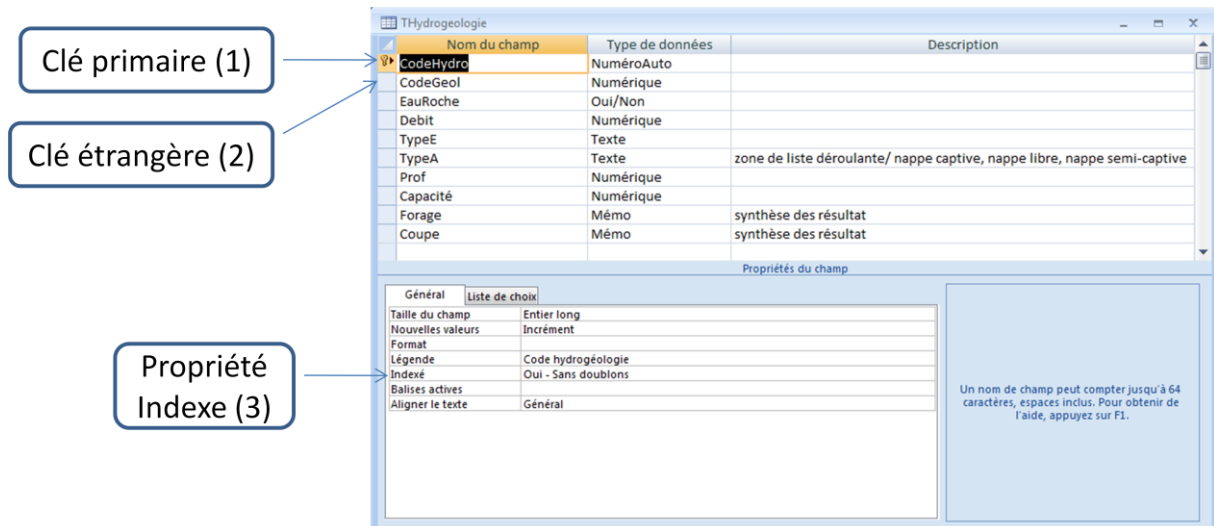 THydrogeologie
Nom du champ Type de données Description
CodeHydro NuméroAuto
CodeGeol Numérique
EauRoche Oui/Non
Debit Numérique
TypeE Texte
TypeA Texte zone de liste déroulante/ nappe captive, nappe libre, nappe semi-captive
Prof Numérique
Capacité Numérique
Forage Mémo synthèse des résultat
Coupe Mémo synthèse des résultat
Clé primaire (1)
Clé étrangère (2)
Propriétés du champ
Général Liste de choix
Taille du champ Entier long
Nouvelles valeurs Incrément
Format
Légende Code hydrogéologie
Indexé Oui - Sans doublons
Balises actives
Aligner le texte Général
Propriété
Indexe (3)
Un nom de champ peut compter jusqu'à 64
caractères, espaces inclus. Pour obtenir de
l'aide, appuyez sur F1.